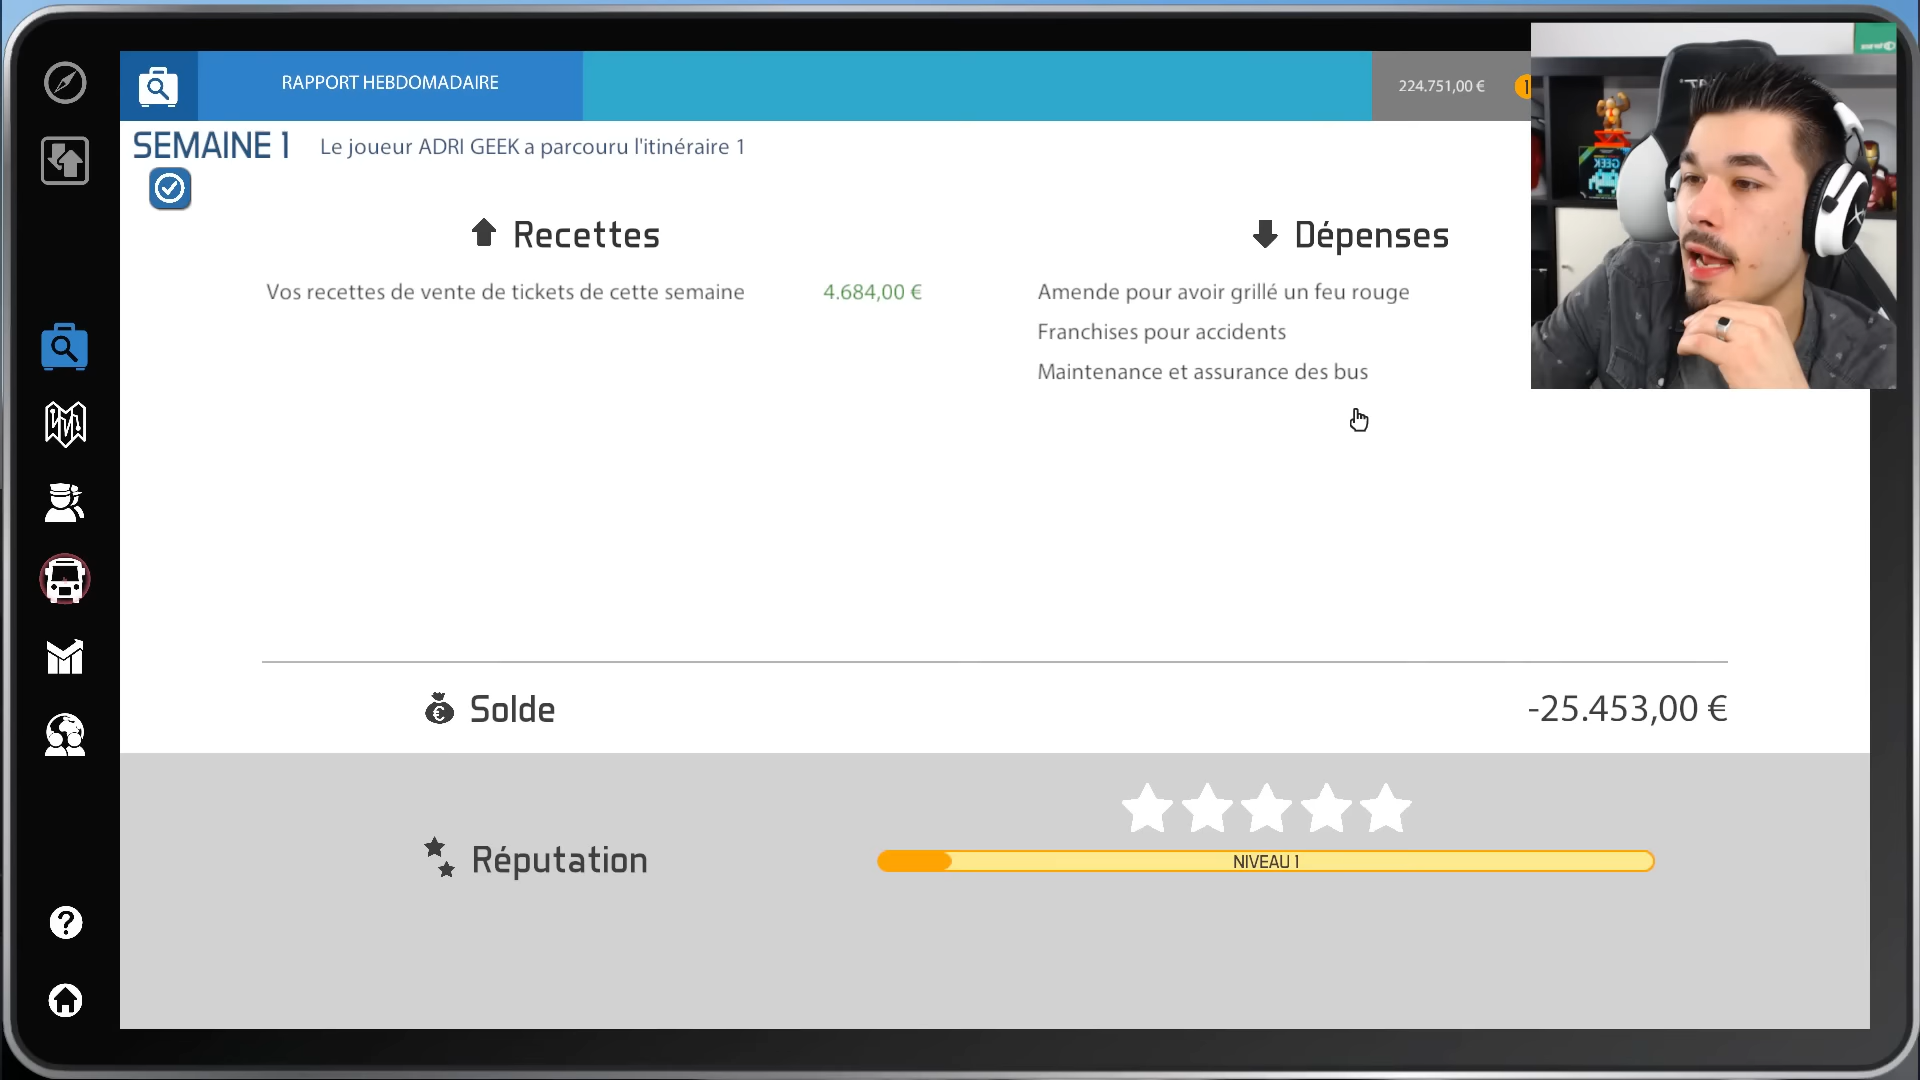 RAPPORT HEBDOMADAIRE
224.751,00 €
SEMAINE 1
Le joueur ADRI GEEK a parcouru l'itinéraire 1
Recettes
Dépenses
Vos recettes de vente de tickets de cette semaine
4.684,00 €
Amende pour avoir grillé un feu rouge
Franchises pour accidents
Maintenance et assurance des bus
Solde
-25.453,00 €
Réputation
NIVEAU 1